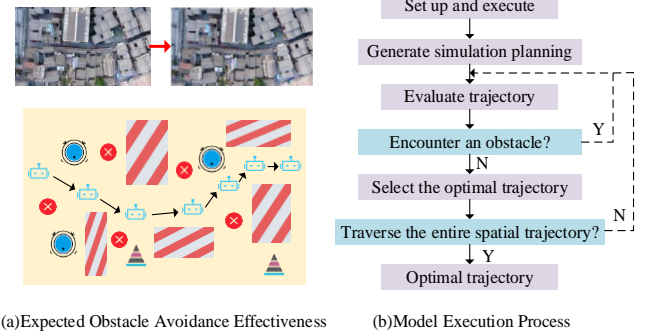 Set up and execute
Generate simulation planning
Evaluate trajectory
Encounter an obstacle?
Y
N
Select the optimal trajectory
N
Traverse the entire spatial trajectory?
Y
Optimal trajectory
(a)Expected Obstacle Avoidance Effectiveness
(b)Model Execution Process